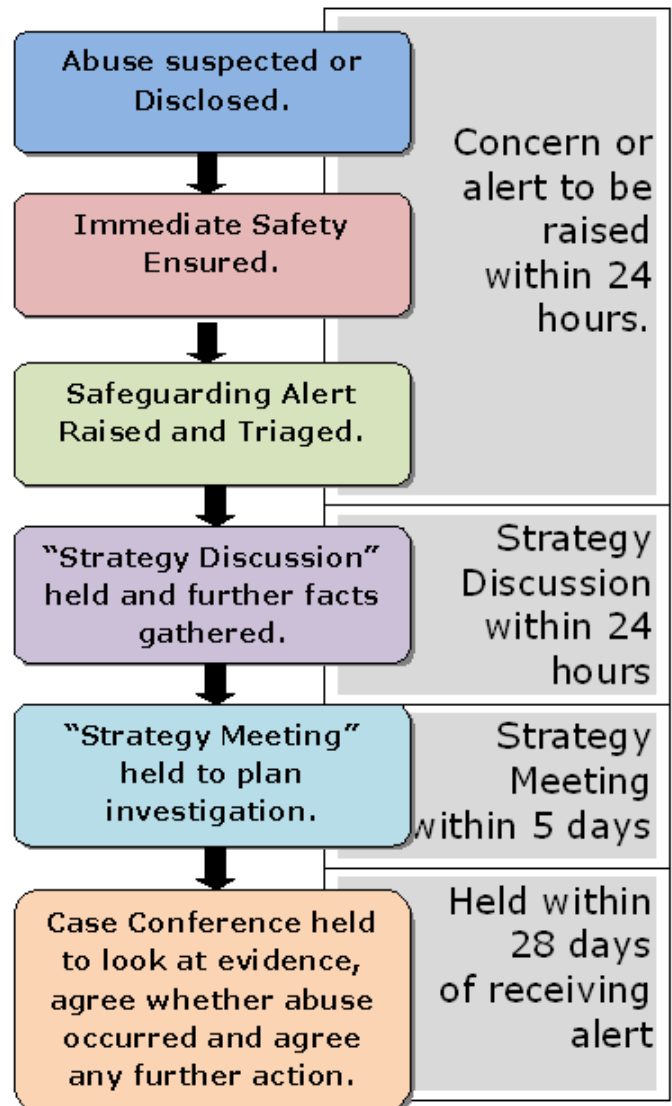 Abuse suspected or
Disclosed.
Immediate Safety
Ensured.
Safeguarding Alert
Raised and Triaged.
Concern or
alert to be
raised
within 24
hours.
“Strategy Discussion”
held and further facts
gathered.
Strategy
Discussion
within 24
hours
“Strategy Meeting”
held to plan
investigation.
Strategy
Meeting
within 5 days
Case Conference held
to look at evidence,
agree whether abuse
occurred and agree
any further action.
Held within
28 days
of receiving
alert